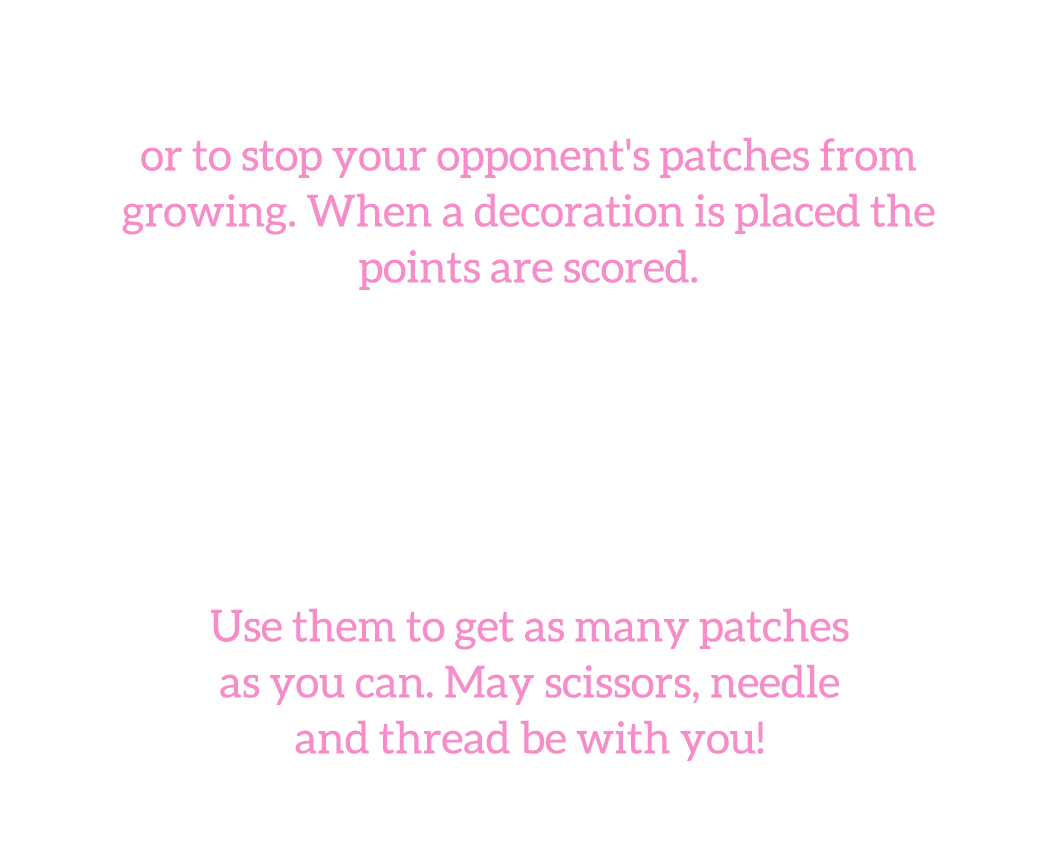 or to stop your opponent's patches from
growing. When a decoration is placed the
points are scored.
Use them to get as many patches
as you can. May scissors, needle
and thread be with you!